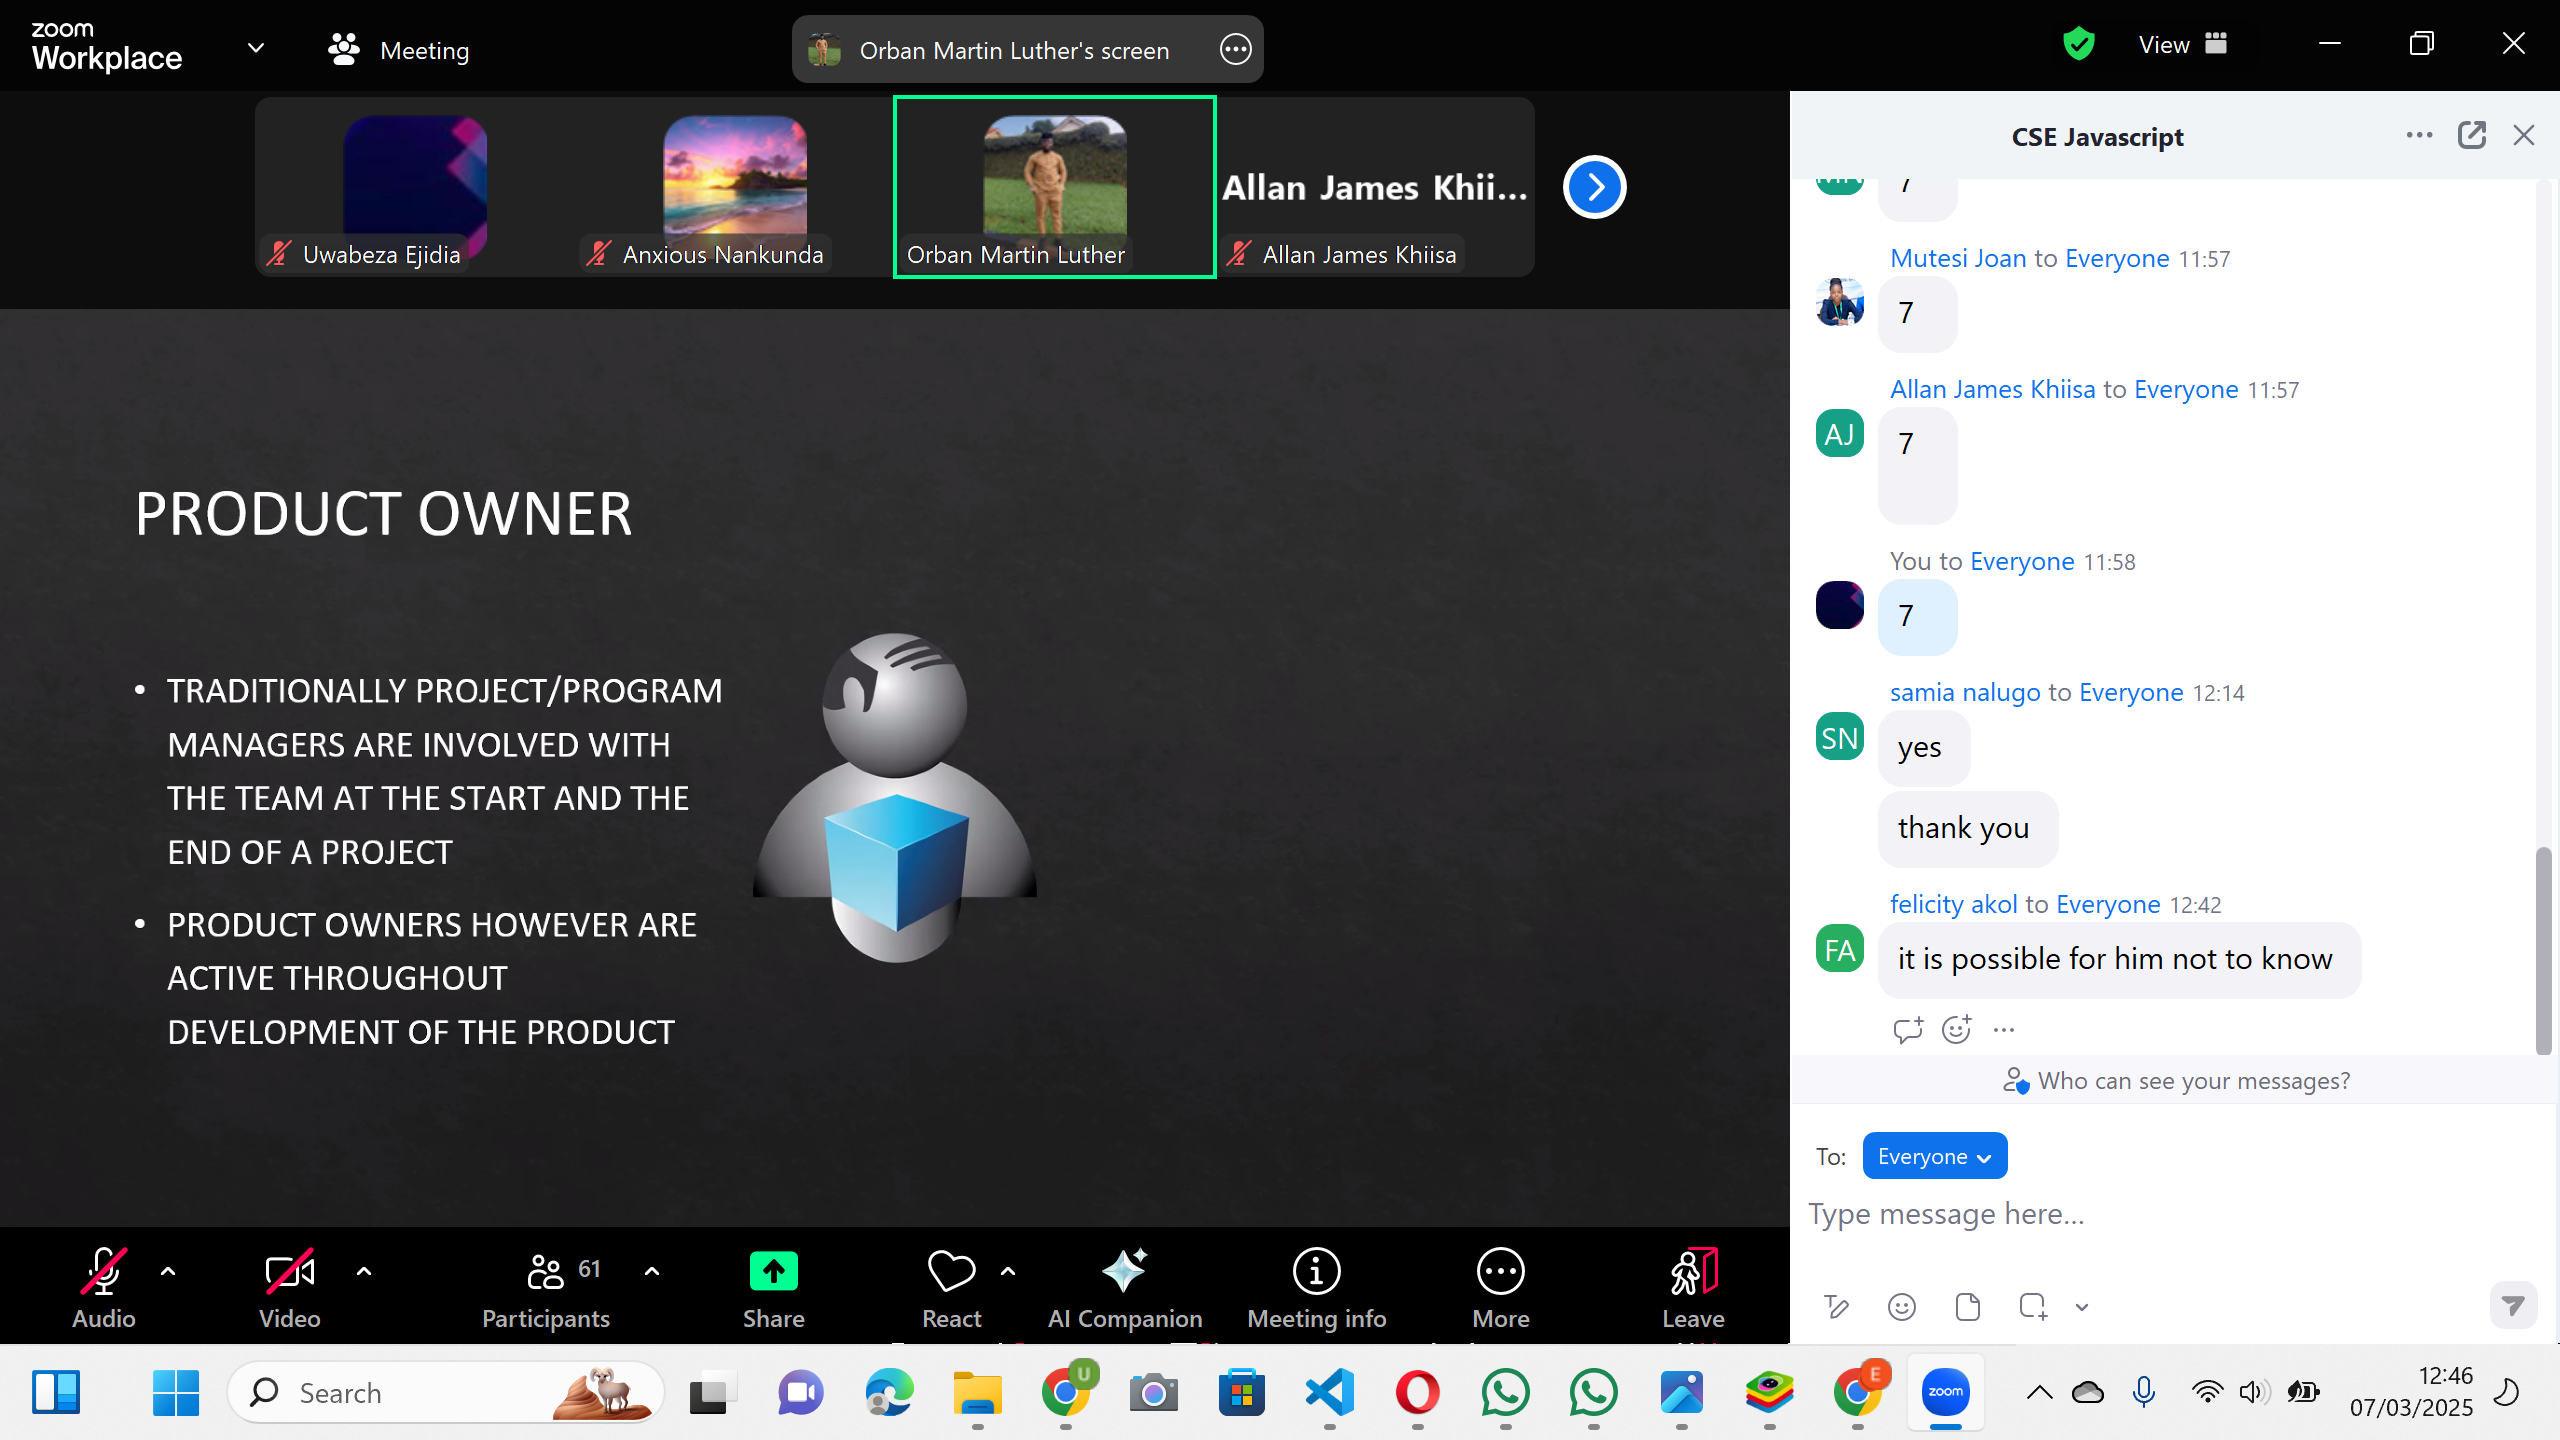 zoom
Workplace
Meeting
Orban Martin Luther's screen
View
Uwabeza Ejidia
Anxious Nankunda
Orban Martin Luther
Allan James Khii...
Allan James Khiisa
PRODUCT OWNER
• TRADITIONALLY PROJECT/PROGRAM
MANAGERS ARE INVOLVED WITH
THE TEAM AT THE START AND THE
END OF A PROJECT
• PRODUCT OWNERS HOWEVER ARE
ACTIVE THROUGHOUT
DEVELOPMENT OF THE PRODUCT
CSE Javascript
7
Mutesi Joan to Everyone 11:57
7
Allan James Khiisa to Everyone 11:57
AJ
7
You to Everyone 11:58
7
samia nalugo to Everyone 12:14
SN
yes
thank you
felicity akol to Everyone 12:42
FA
it is possible for him not to know
Who can see your messages?
To: Everyone
Type message here...
Audio
Video
61
Participants
Share
React
AI Companion
Meeting info
More
Leave
Search
U
E
zoom
12:46
07/03/2025